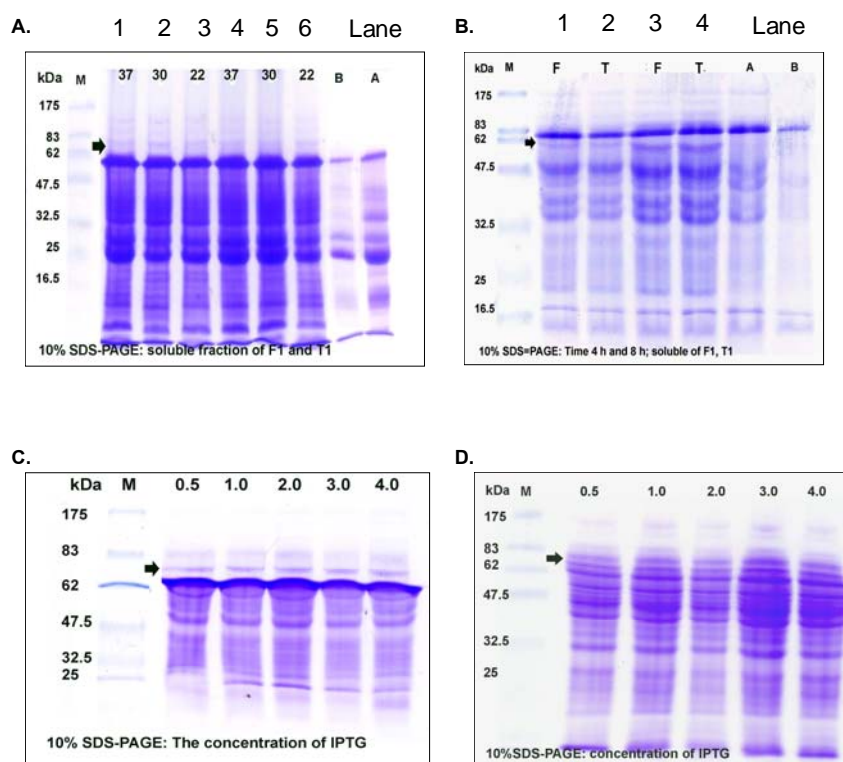 A.
1 2 3 4 5 6 Lane
kDa M 37 30 22 37 30 22 B A
175
83
62
47.5
32.5
25
16.5
10% SDS-PAGE: soluble fraction of F1 and T1
B.
1 2 3 4 Lane
kDa M F T F T. A B
175
83
62
47.5
32.5
25
16.5
10% SDS=PAGE: Time 4 h and 8 h; soluble of F1, T1
C.
kDa M 0.5 1.0 2.0 3.0 4.0
175
83
62
47.5
32.5
25
10% SDS-PAGE: The concentration of IPTG
D.
kDa M 0.5 1.0 2.0 3.0 4.0
175
83
62
47.5
32.5
25
10%SDS-PAGE: concentration of IPTG